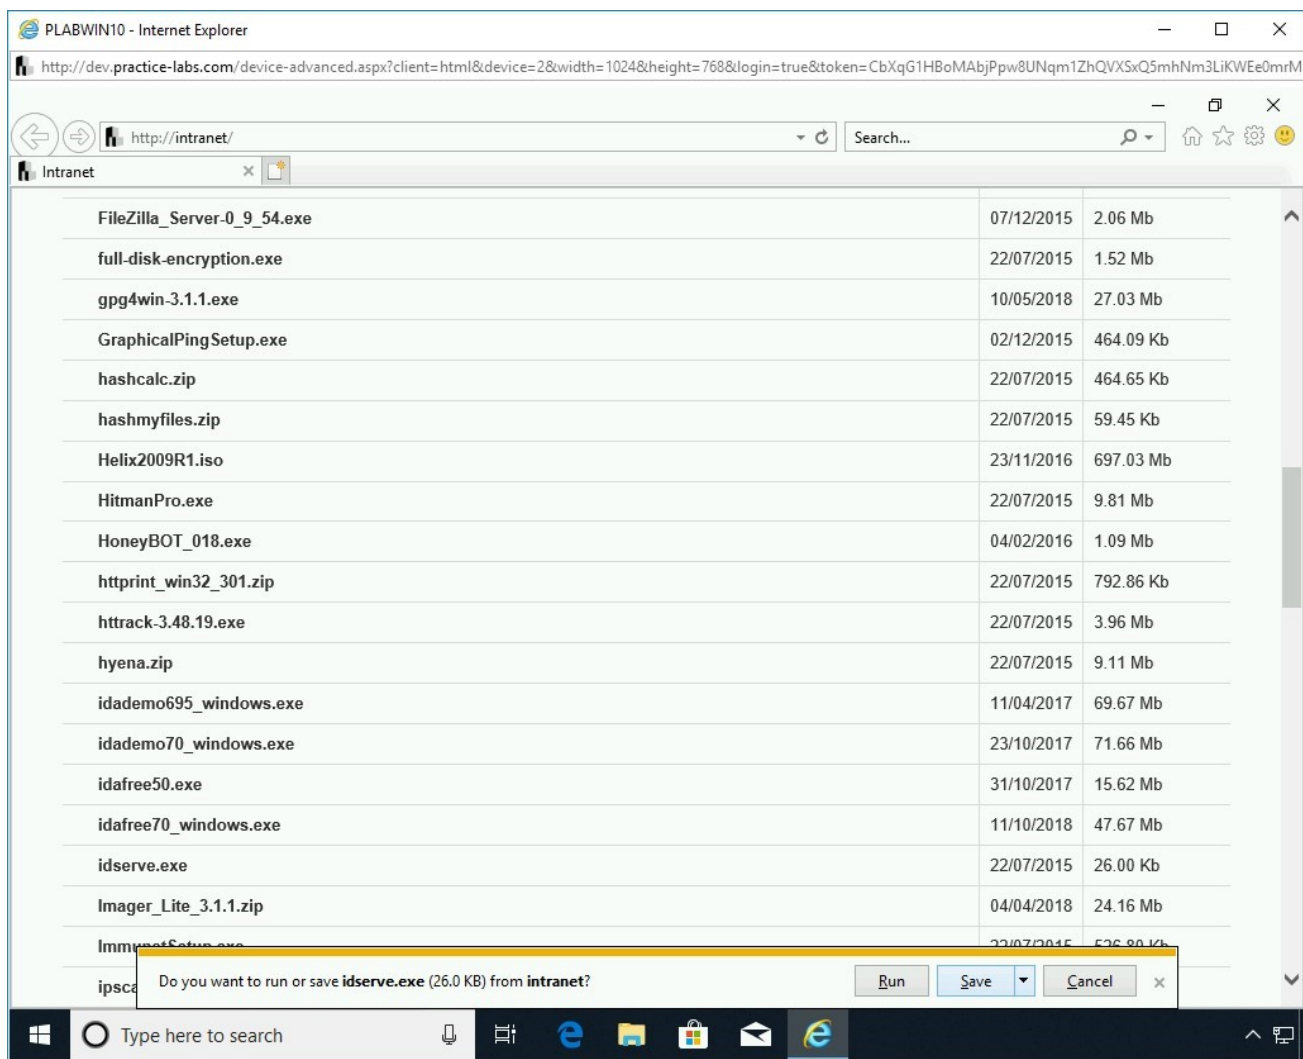 PLABWIN10 - Internet Explorer
http://dev.practice-labs.com/device-advanced.aspx?client=html&device=2&width=1024&height=768&login=true&token=CbXqG1HBoMAbjPpw8UNqm1ZhQVXSxQ5mhNm3LiKWEe0mrM
http://intranet/ Search...
Intranet
FileZilla_Server-0_9_54.exe 07/12/2015 2.06 Mb
full-disk-encryption.exe 22/07/2015 1.52 Mb
gpg4win-3.1.1.exe 10/05/2018 27.03 Mb
GraphicalPingSetup.exe 02/12/2015 464.09 Kb
hashcalc.zip 22/07/2015 464.65 Kb
hashmyfiles.zip 22/07/2015 59.45 Kb
Helix2009R1.iso 23/11/2016 697.03 Mb
HitmanPro.exe 22/07/2015 9.81 Mb
HoneyBOT_018.exe 04/02/2016 1.09 Mb
httprint_win32_301.zip 22/07/2015 792.86 Kb
httrack-3.48.19.exe 22/07/2015 3.96 Mb
hyena.zip 22/07/2015 9.11 Mb
idademo695_windows.exe 11/04/2017 69.67 Mb
idademo70_windows.exe 23/10/2017 71.66 Mb
idafree50.exe 31/10/2017 15.62 Mb
idafree70_windows.exe 11/10/2018 47.67 Mb
idserve.exe 22/07/2015 26.00 Kb
Imager_Lite_3.1.1.zip 04/04/2018 24.16 Mb
ImmunetSetup.exe 22/07/2015 526.80 Kb
ipsca
Do you want to run or save idserve.exe (26.0 KB) from intranet? Run Save Cancel
Type here to search